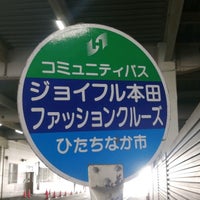 コミュニティバス
ジョイフル本田
ファッションクルーズ
ひたちなか市